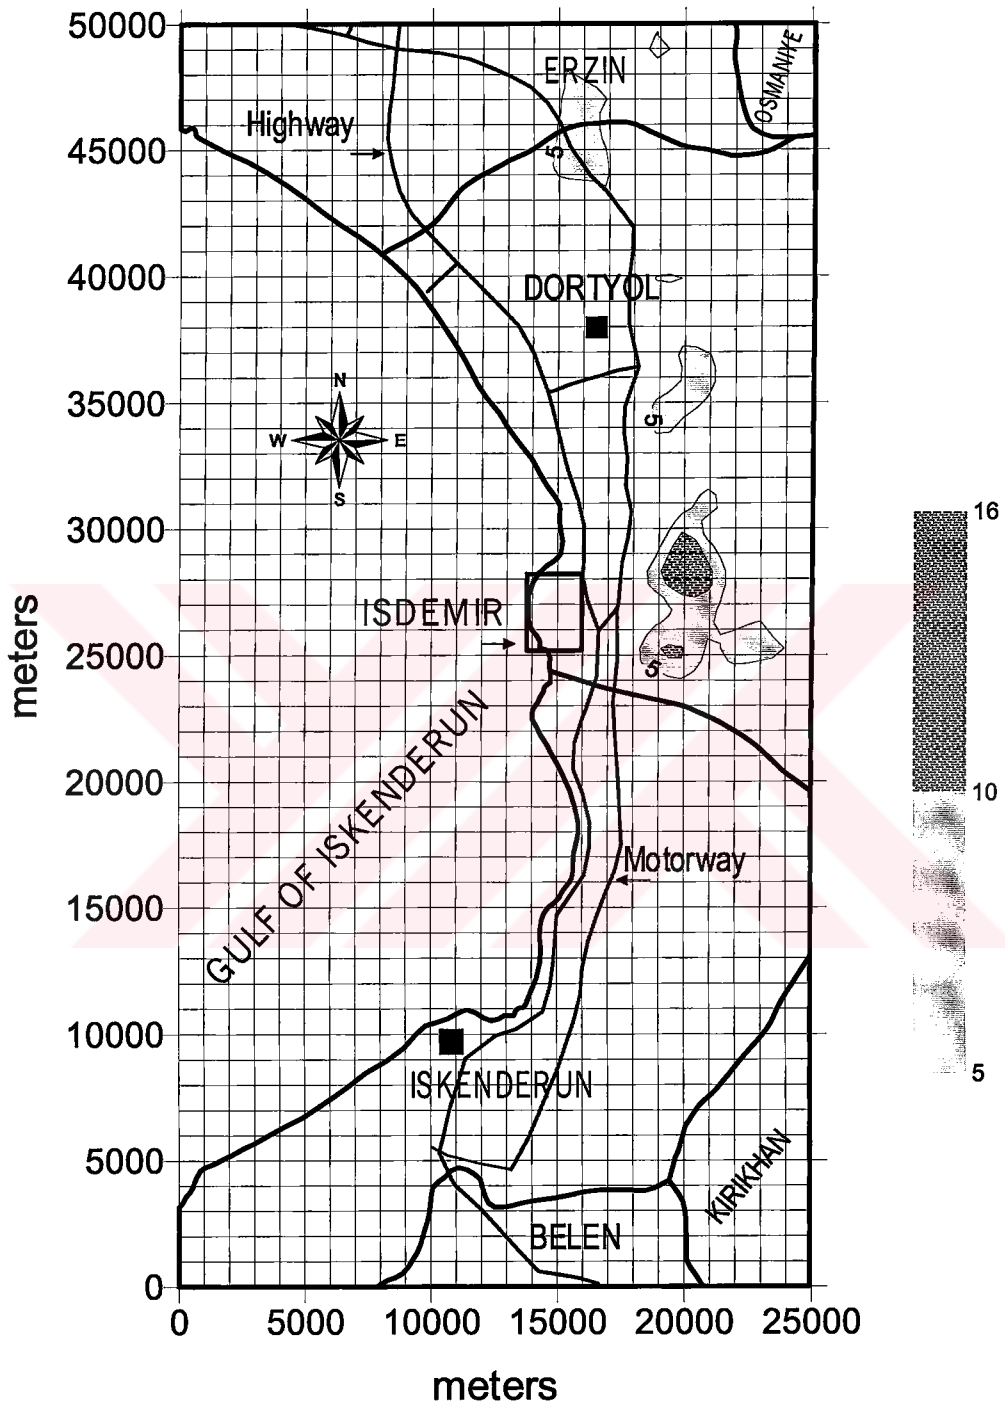 50000
ERZIN
OSMANIYE
Highway
5
45000
40000
DORTYOL
N
W E
S
35000
5
30000
16
ISDEMIR
25000
5
meters
GULF OF ISKENDERUN
20000
10
Motorway
15000
10000
ISKENDERUN
5
5000
KIRIKHAN
BELEN
0
0 5000 10000 15000 20000 25000
meters